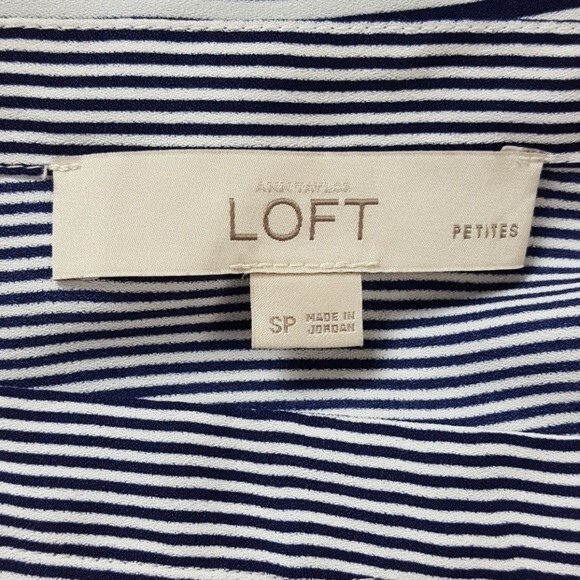 ANN TAYLOR
LOFT
PETITES
SP
MADE IN
JORDAN